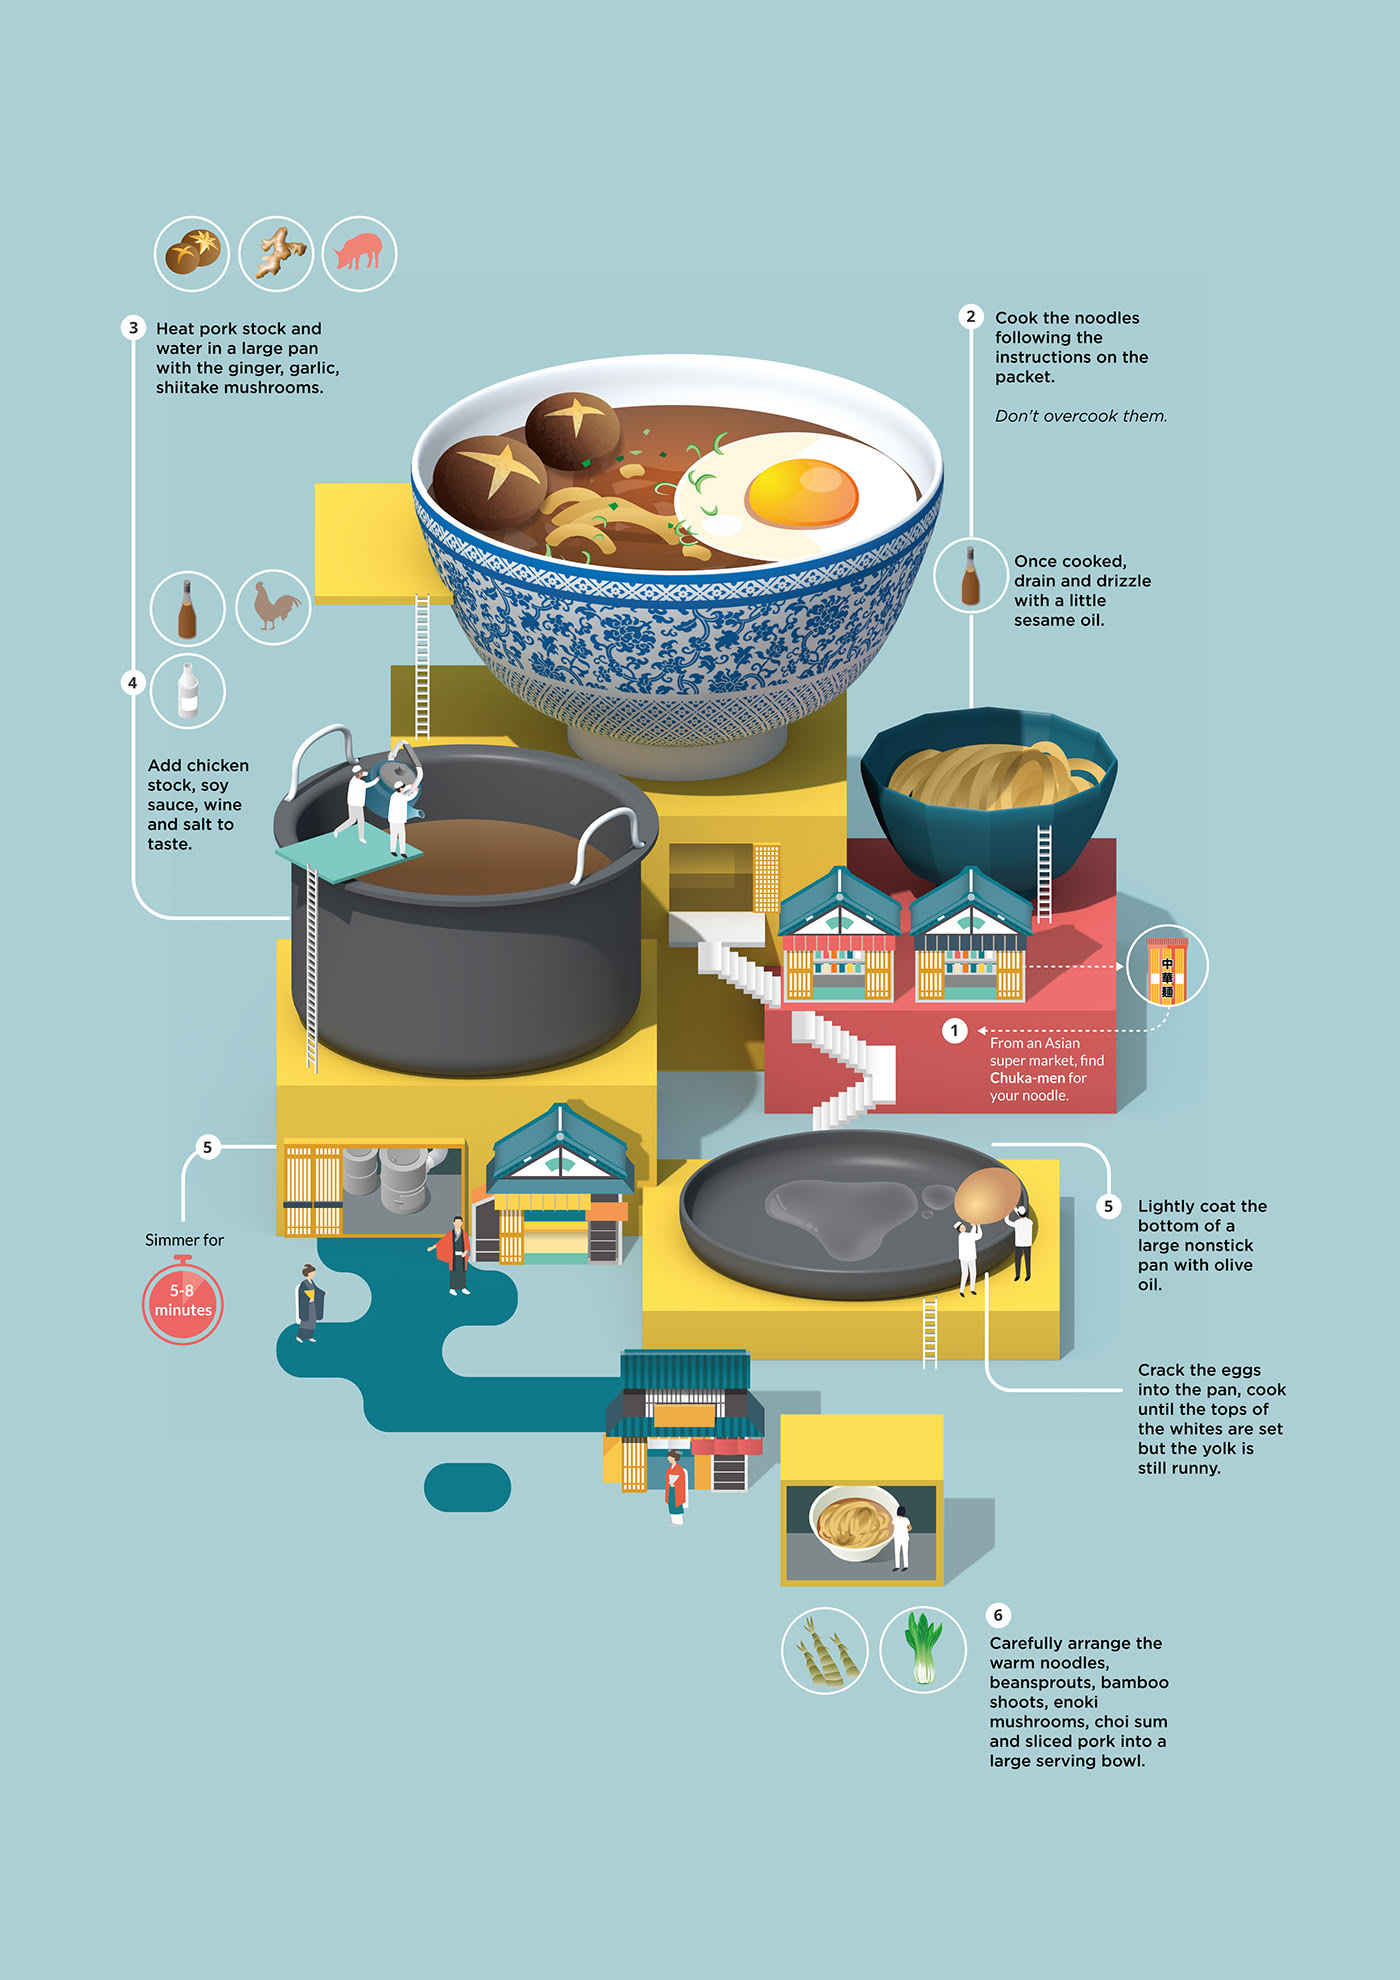 3
Heat pork stock and
water in a large pan
with the ginger, garlic,
shiitake mushrooms.
2
Cook the noodles
following the
instructions on the
packet.
Don't overcook them.
Once cooked,
drain and drizzle
with a little
sesame oil.
4
Add chicken
stock, soy
sauce, wine
and salt to
taste.
中
華
麺
1
From an Asian
super market, find
Chuka-men for
your noodle.
5
Simmer for
5-8
minutes
5
Lightly coat the
bottom of a
large nonstick
pan with olive
oil.
Crack the eggs
into the pan, cook
until the tops of
the whites are set
but the yolk is
still runny.
6
Carefully arrange the
warm noodles,
beansprouts, bamboo
shoots, enoki
mushrooms, choi sum
and sliced pork into a
large serving bowl.